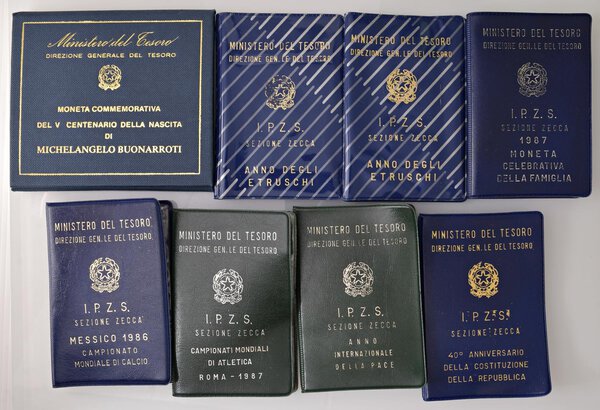 Ministero del Tesoro
DIREZIONE GENERALE DEL TESORO
MONETA COMMEMORATIVA
DEL V CENTENARIO DELLA NASCITA
DI
MICHELANGELO BUONARROTI
MINISTERO DEL TESORO
DIREZIONE GEN.LE DEL TESORO
I.P.Z.S.
SEZIONE ZECCA
ANNO DEGLI
ETRUSCHI
MINISTERO DEL TESORO
DIREZIONE GEN.LE DEL TESORO
I.P.Z.S.
SEZIONE ZECCA
ANNO DEGLI
ETRUSCHI
MINISTERO DEL TESORO
DIREZIONE GEN.LE DEL TESORO
I.P.Z.S.
SEZIONE ZECCA
1987
MONETA
CELEBRATIVA
DELLA FAMIGLIA
MINISTERO DEL TESORO
DIREZIONE GEN.LE DEL TESORO
I.P.Z.S.
SEZIONE ZECCA
MESSICO 1986
CAMPIONATO
MONDIALE DI CALCIO
MINISTERO DEL TESORO
DIREZIONE GEN.LE DEL TESORO
I.P.Z.S.
SEZIONE ZECCA
CAMPIONATI MONDIALI
DI ATLETICA
ROMA - 1987
MINISTERO DEL TESORO
DIREZIONE GEN.LE DEL TESORO
I.P.Z.S.
SEZIONE ZECCA
ANNO
INTERNAZIONALE
DELLA PACE
MINISTERO DEL TESORO
DIREZIONE GEN.LE DEL TESORO
I.P.Z.S.
SEZIONE ZECCA
40° ANNIVERSARIO
DELLA COSTITUZIONE
DELLA REPUBBLICA